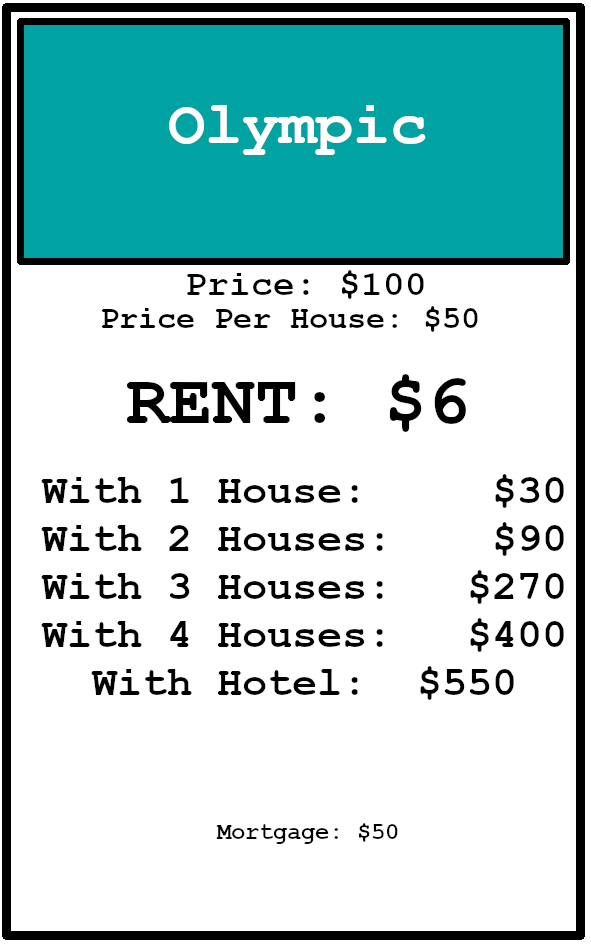 Olympic
Price: $100
Price Per House: $50
RENT: $6
With 1 House: $30
With 2 Houses: $90
With 3 Houses: $270
With 4 Houses: $400
With Hotel: $550
Mortgage: $50